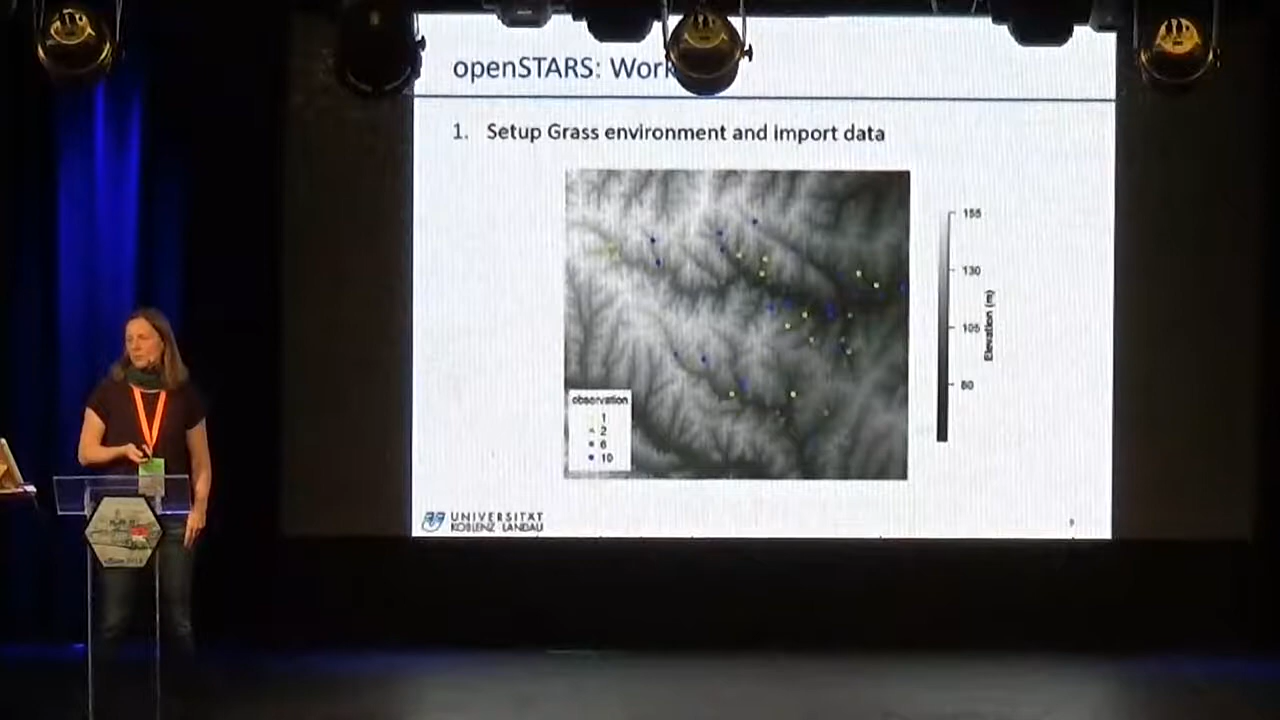 openSTARS: Work
1. Setup Grass environment and import data
155
130
105
80
Elevation (m)
observation
1
2
6
10
UNIVERSITÄT
KOBLENZ LANDAU
9